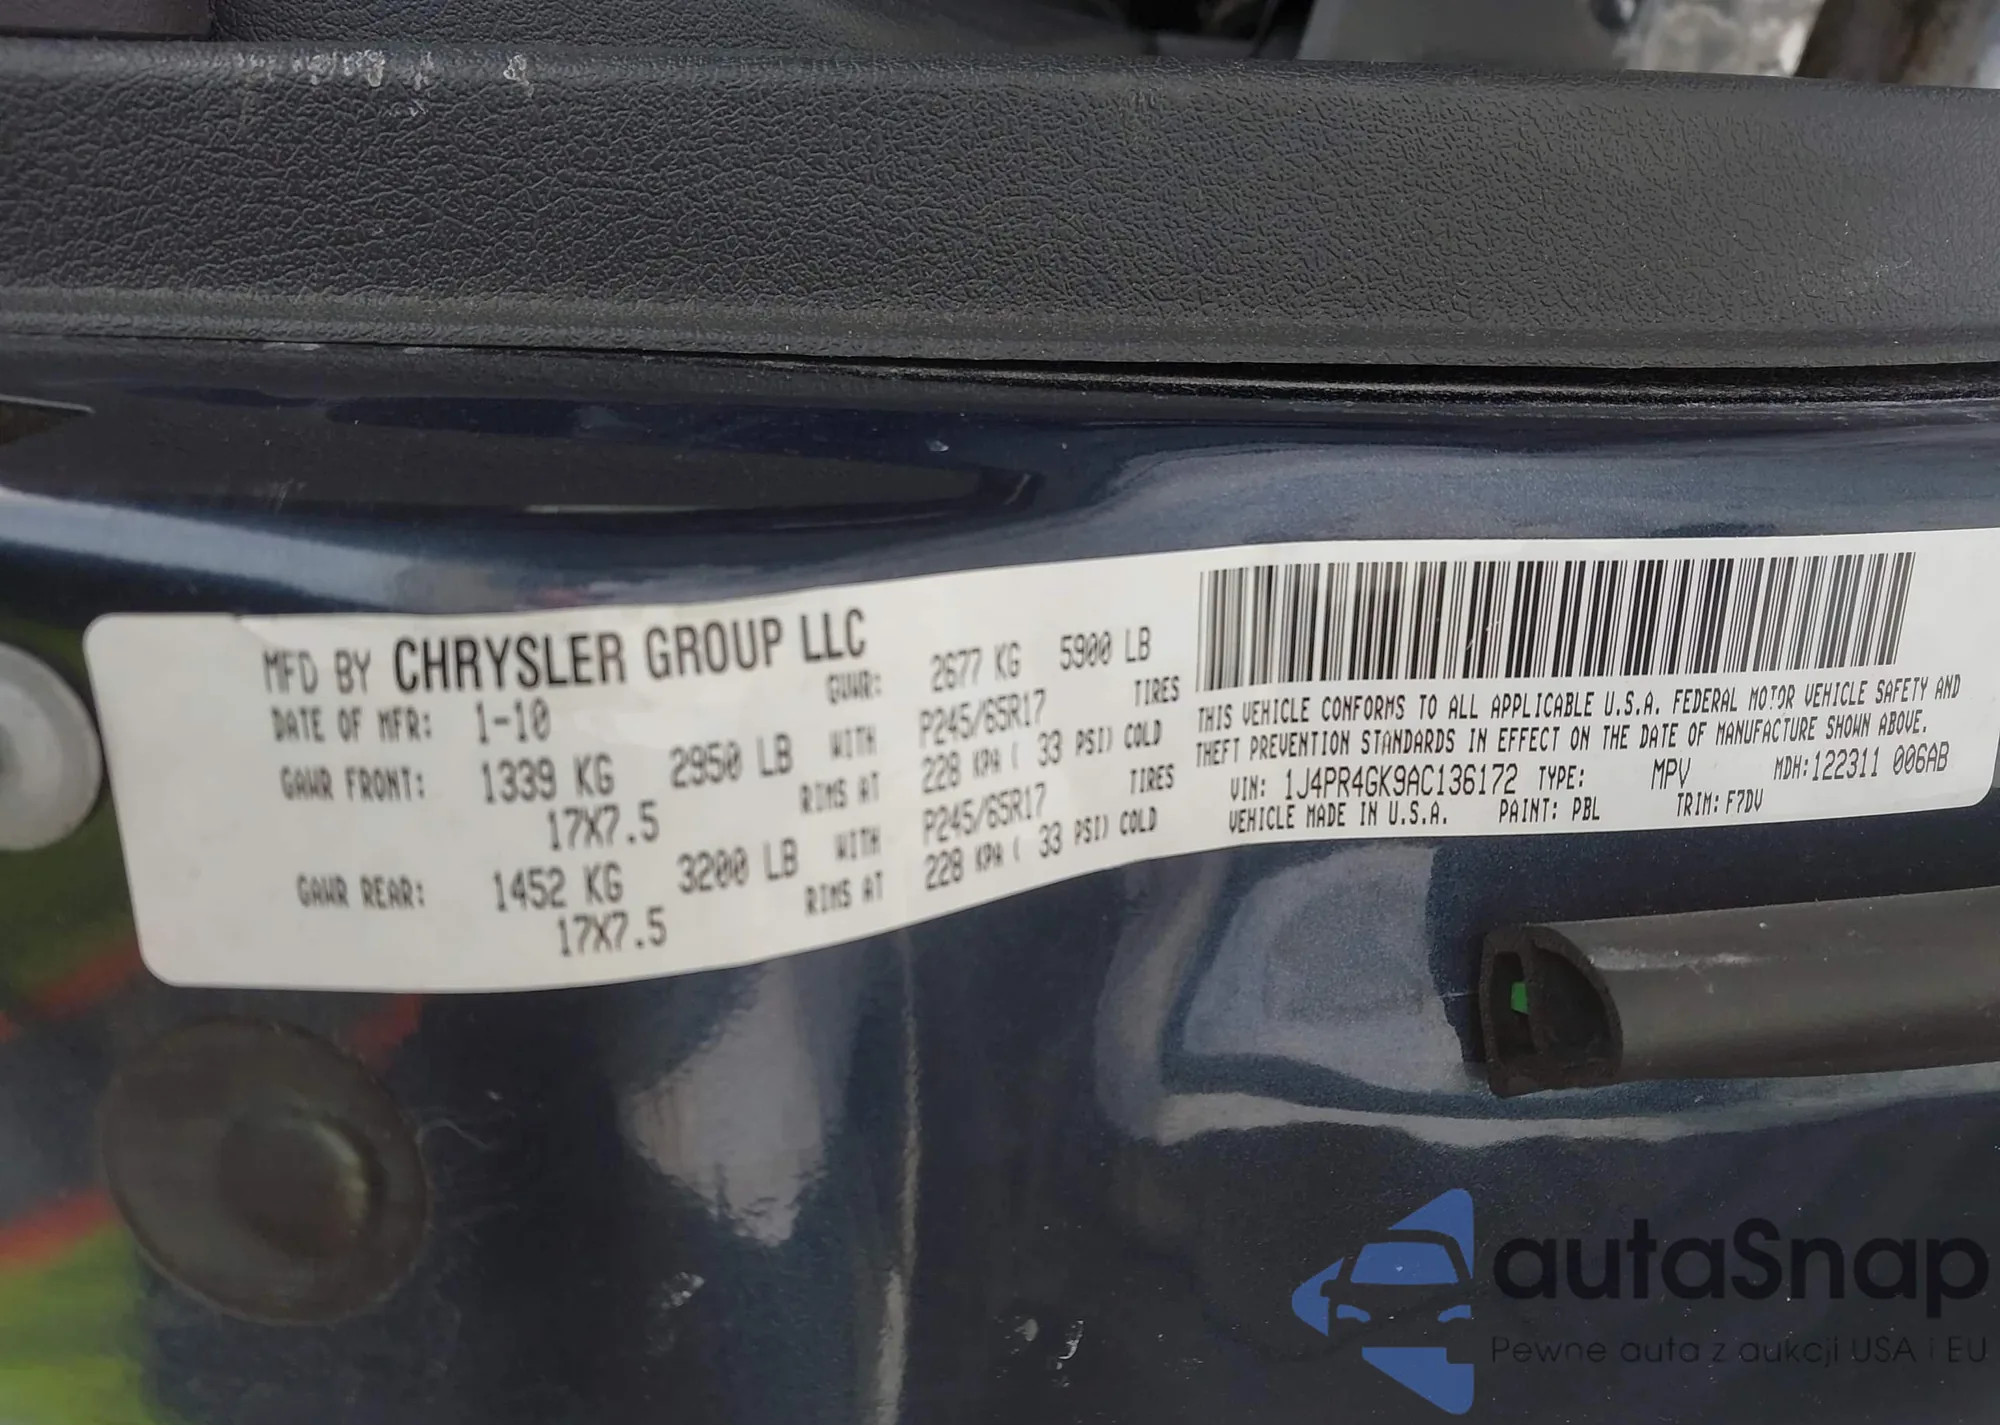 MFD BY CHRYSLER GROUP LLC
DATE OF MFR: 1-10 GVWR: 2677 KG 5900 LB
GAWR FRONT: 1339 KG 2950 LB WITH P245/65R17 TIRES
17X7.5 RIMS AT 228 KPA ( 33 PSI) COLD
GAWR REAR: 1452 KG 3200 LB WITH P245/65R17 TIRES
17X7.5 RIMS AT 228 KPA ( 33 PSI) COLD
THIS VEHICLE CONFORMS TO ALL APPLICABLE U.S.A. FEDERAL MOTOR VEHICLE SAFETY AND
THEFT PREVENTION STANDARDS IN EFFECT ON THE DATE OF MANUFACTURE SHOWN ABOVE.
VIN: 1J4PR4GK9AC136172 TYPE: MPV MDH:122311 006AB
VEHICLE MADE IN U.S.A. PAINT: PBL TRIM: F7DV
autaSnap
Pewne auta z aukcji USA i EU